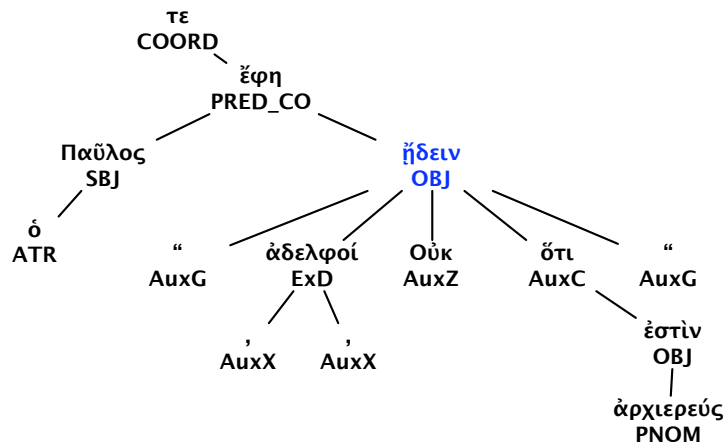 τε
COORD
ἔφη
PRED_CO
Παῦλος ᾔδειν
SBJ OBJ
ὁ
ATR
“ ἀδελφοί Οὐκ ὅτι “
AuxG ExD AuxZ AuxC AuxG
, , ἐστὶν
AuxX AuxX OBJ
ἀρχιερεύς
PNOM